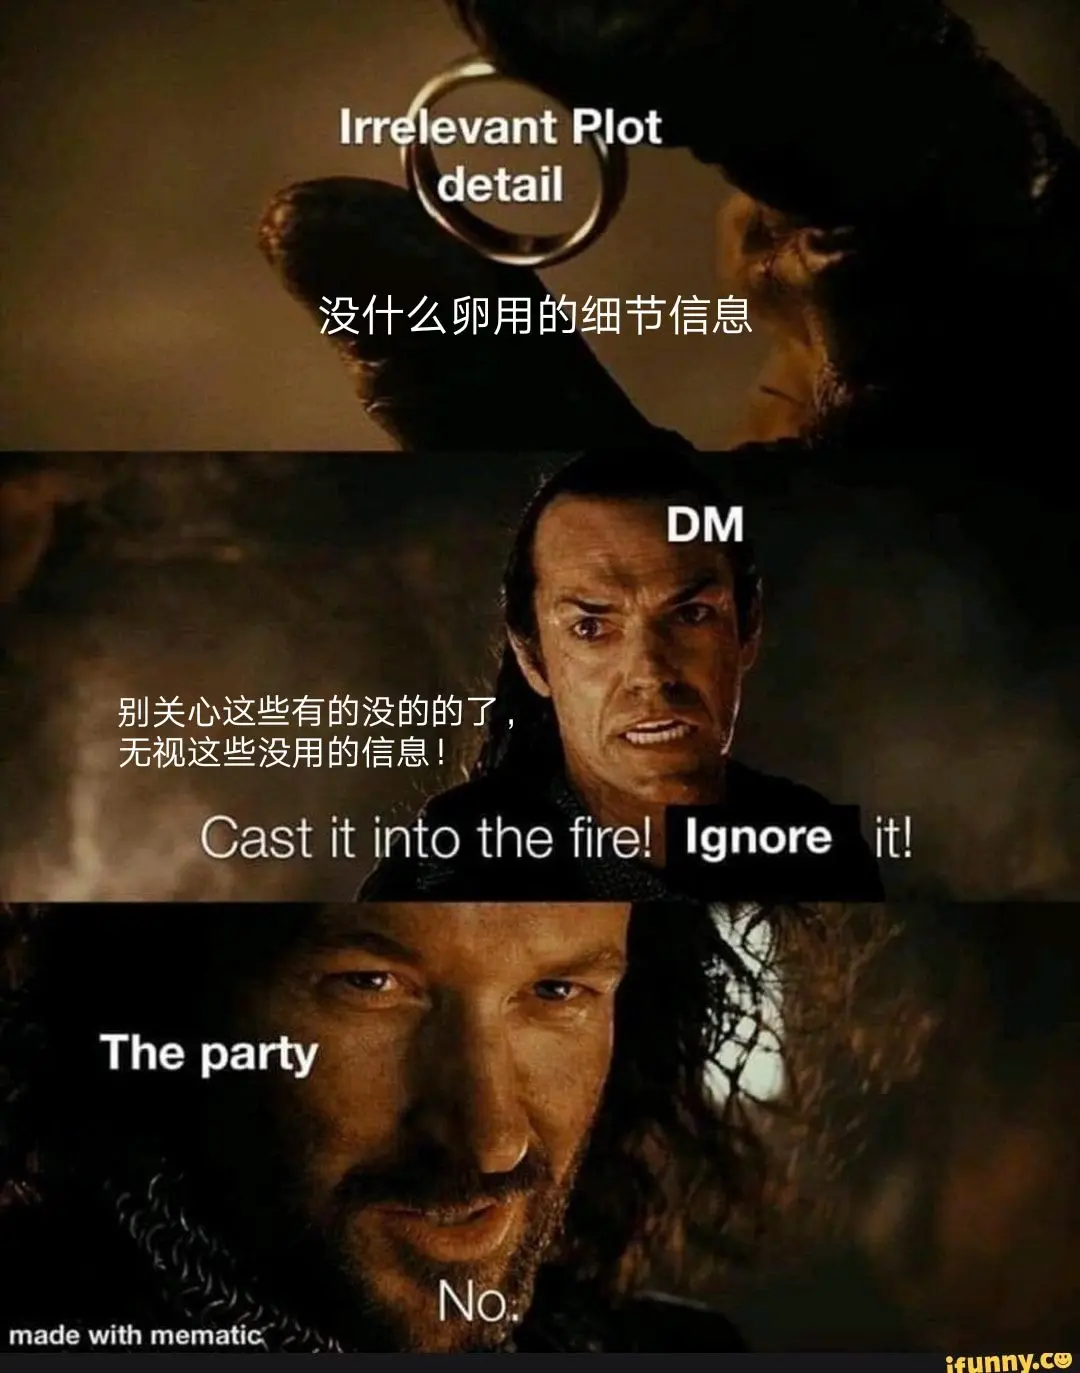 Irrelevant Plot
detail
没什么卵用的细节信息
DM
别关心这些有的没的的了，
无视这些没用的信息！
Cast it into the fire! Ignore it!
The party
No.
made with mematic
ifunny.co